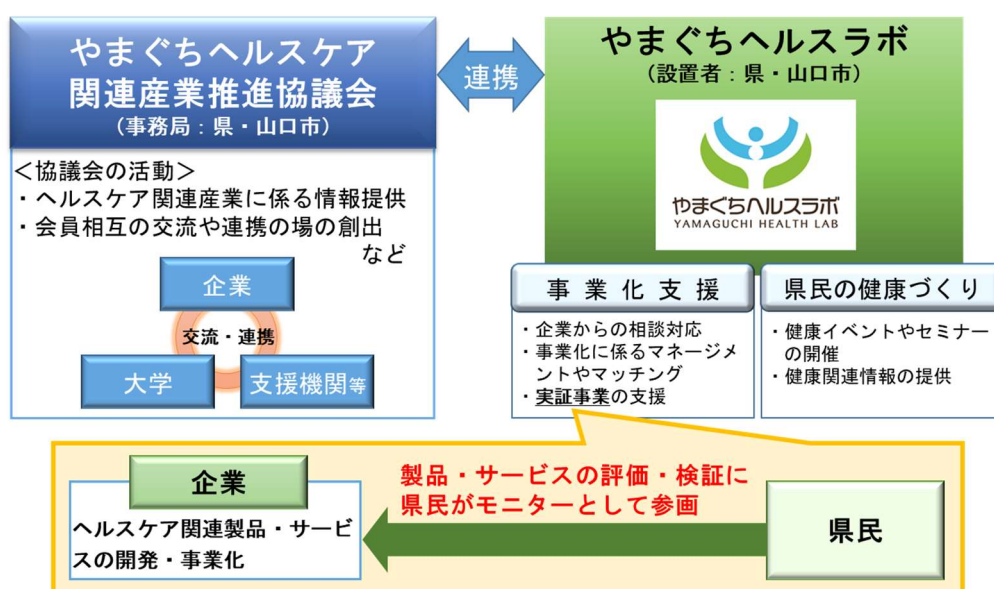 やまぐちヘルスケア
関連産業推進協議会
(事務局:県・山口市)
<協議会の活動>
・ヘルスケア関連産業に係る情報提供
・会員相互の交流や連携の場の創出
など
企業
交流・連携
大学
支援機関等
連携
やまぐちヘルスラボ
(設置者:県・山口市)
やまぐちヘルスラボ
YAMAGUCHI HEALTH LAB
事業化支援
・企業からの相談対応
・事業化に係るマネージメ
ントやマッチング
・実証事業の支援
県民の健康づくり
・健康イベントやセミナー
の開催
・健康関連情報の提供
企業
ヘルスケア関連製品・サービ
スの開発・事業化
製品・サービスの評価・検証に
県民がモニターとして参画
県民